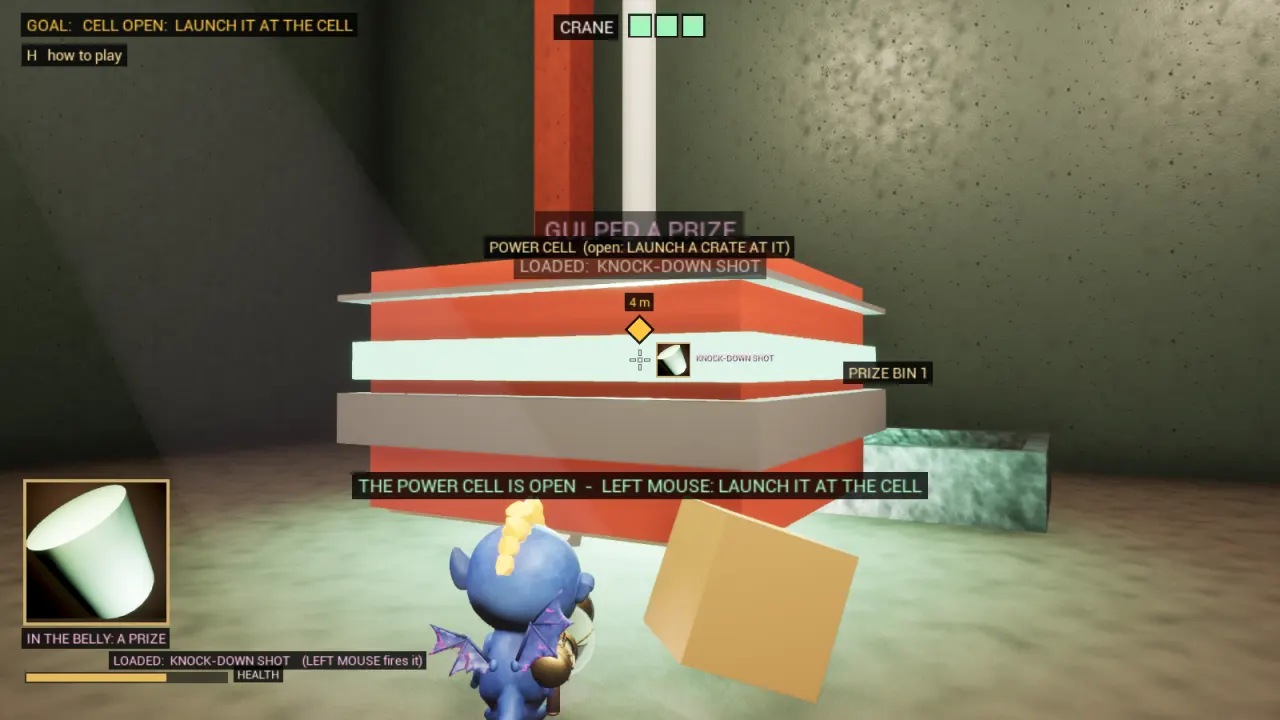 GOAL: CELL OPEN: LAUNCH IT AT THE CELL
CRANE
H how to play
GULPED A PRIZE
POWER CELL (open: LAUNCH A CRATE AT IT)
LOADED: KNOCK-DOWN SHOT
4 m
KNOCK-DOWN SHOT
PRIZE BIN 1
THE POWER CELL IS OPEN - LEFT MOUSE: LAUNCH IT AT THE CELL
IN THE BELLY: A PRIZE
LOADED: KNOCK-DOWN SHOT (LEFT MOUSE fires it)
HEALTH